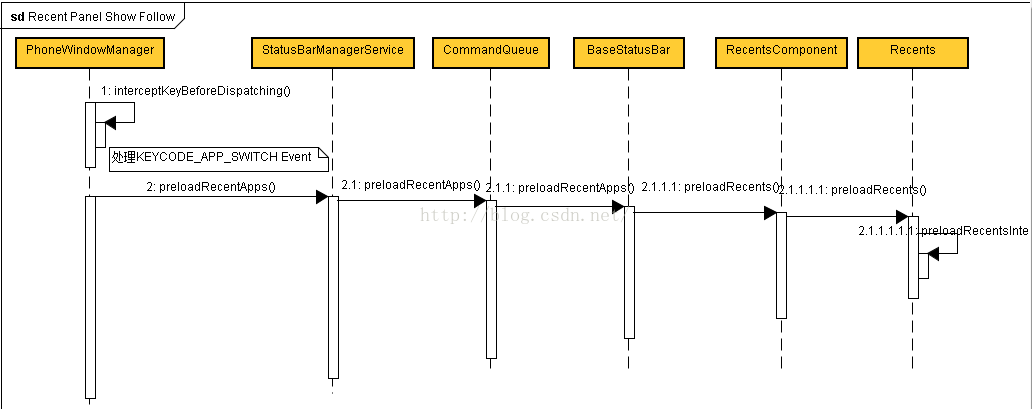 sd Recent Panel Show Follow
PhoneWindowManager
StatusBarManagerService
CommandQueue
BaseStatusBar
RecentsComponent
Recents
1: interceptKeyBeforeDispatching()
处理KEYCODE_APP_SWITCH Event
2: preloadRecentApps()
2.1: preloadRecentApps()
2.1.1: preloadRecentApps()
2.1.1.1: preloadRecents()
2.1.1.1.1: preloadRecents()
http://blog.csdn.net/
2.1.1.1.1.1: preloadRecentsInte